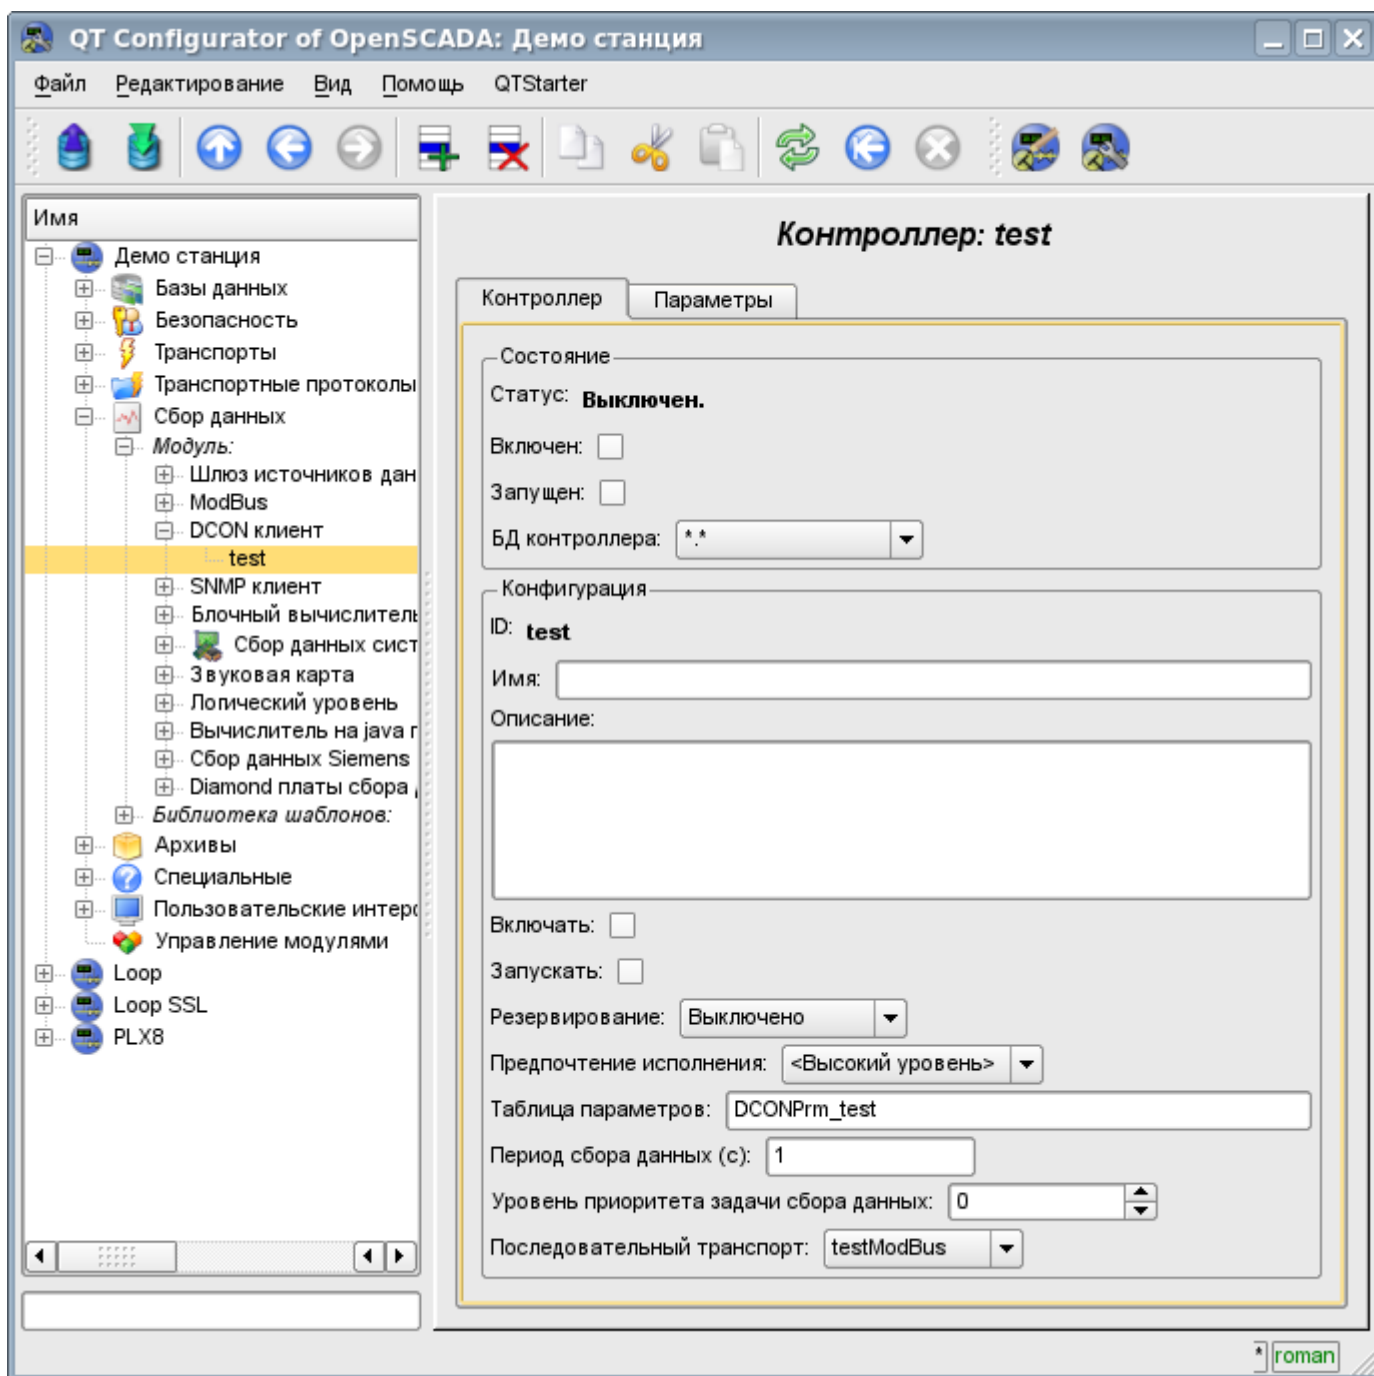 QT Configurator of OpenSCADA: Демо станция
Файл Редактирование Вид Помощь QTStarter
Имя
Демо станция
Базы данных
Безопасность
Транспорты
Транспортные протоколы
Сбор данных
Модуль:
Шлюз источников дан
ModBus
DCON клиент
test
SNMP клиент
Блочный вычислитель
Сбор данных сист
Звуковая карта
Логический уровень
Вычислитель на java п
Сбор данных Siemens
Diamond платы сбора
Библиотека шаблонов:
Архивы
Специальные
Пользовательские интерф
Управление модулями
Loop
Loop SSL
PLX8
Контроллер: test
Контроллер Параметры
Состояние
Статус: Выключен.
Включен:
Запущен:
БД контроллера: *.*
Конфигурация
ID: test
Имя:
Описание:
Включать:
Запускать:
Резервирование: Выключено
Предпочтение исполнения: <Высокий уровень>
Таблица параметров: DCONPrm_test
Период сбора данных (с): 1
Уровень приоритета задачи сбора данных: 0
Последовательный транспорт: testModBus
* roman